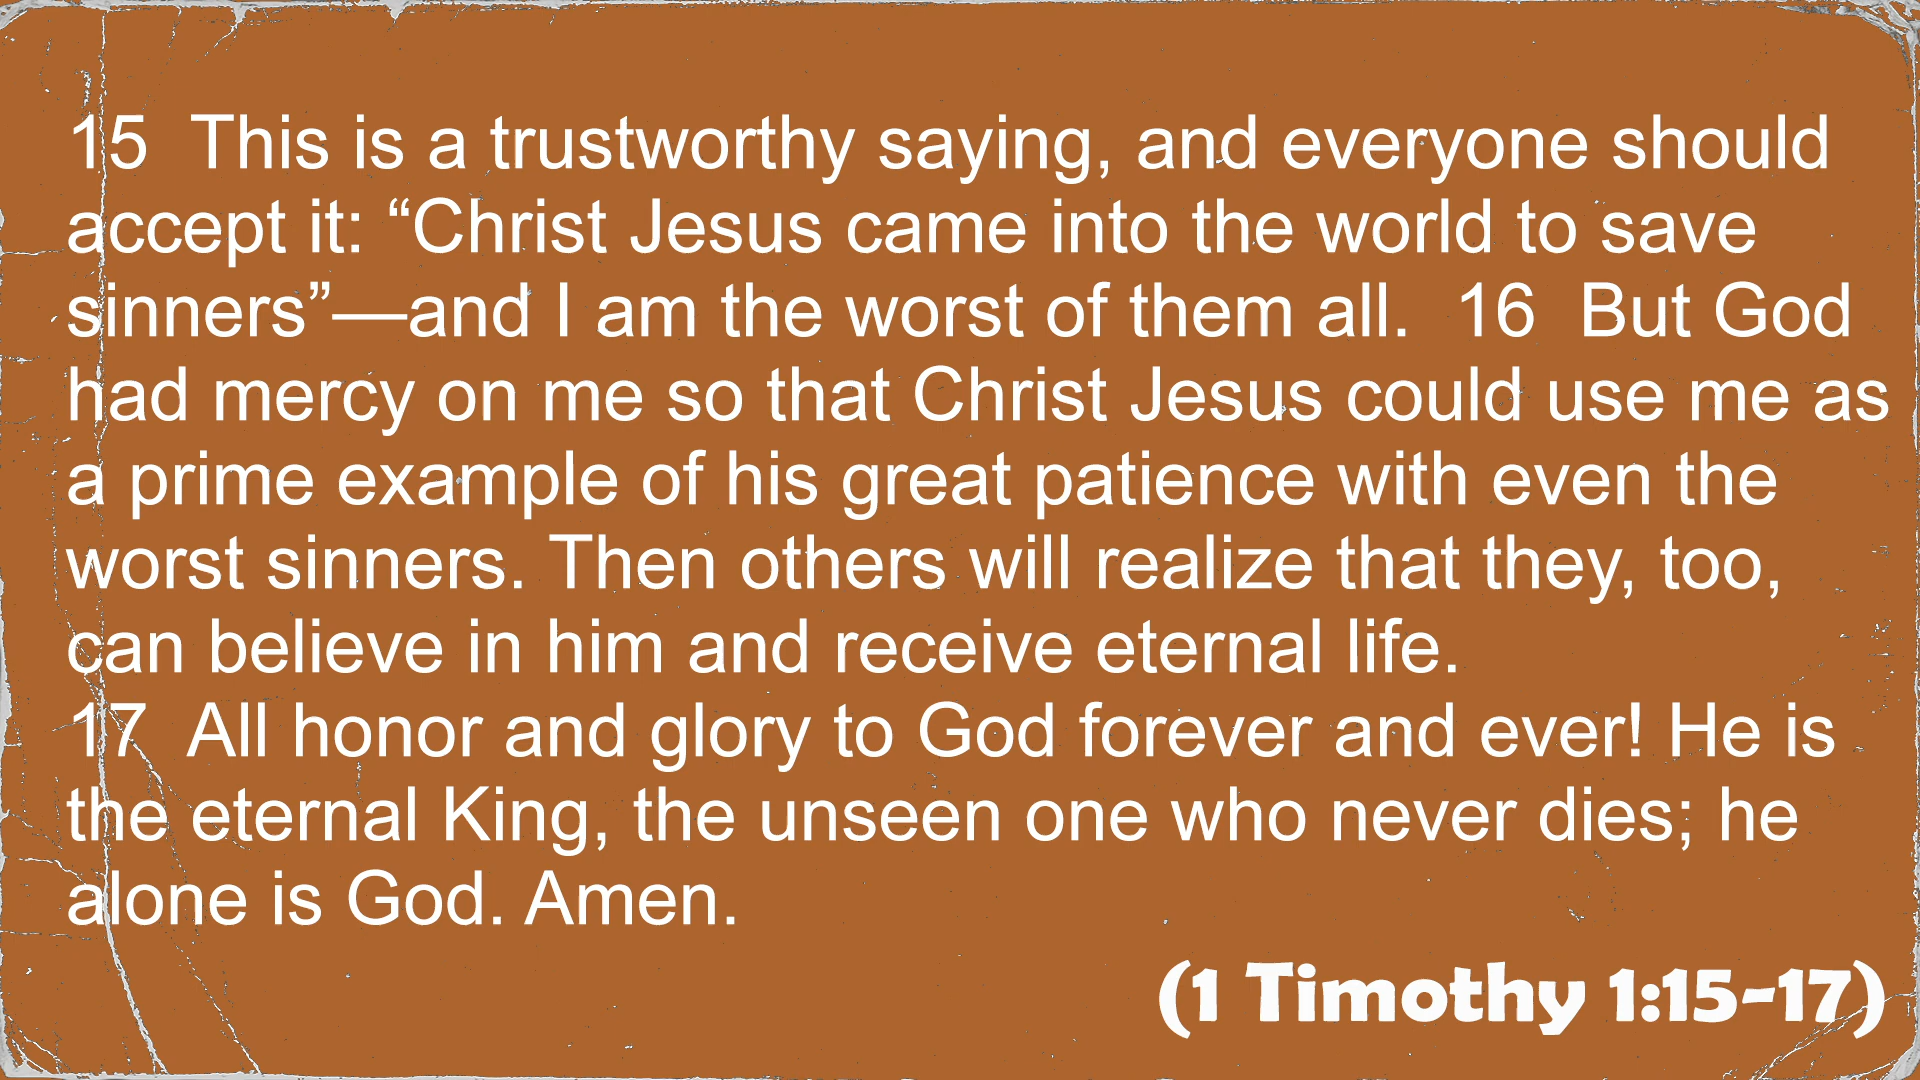 15  This is a trustworthy saying, and everyone should
accept it: “Christ Jesus came into the world to save
sinners”—and I am the worst of them all.  16  But God
had mercy on me so that Christ Jesus could use me as
a prime example of his great patience with even the
worst sinners. Then others will realize that they, too,
can believe in him and receive eternal life.
17  All honor and glory to God forever and ever! He is
the eternal King, the unseen one who never dies; he
alone is God. Amen.
(1 Timothy 1:15-17)